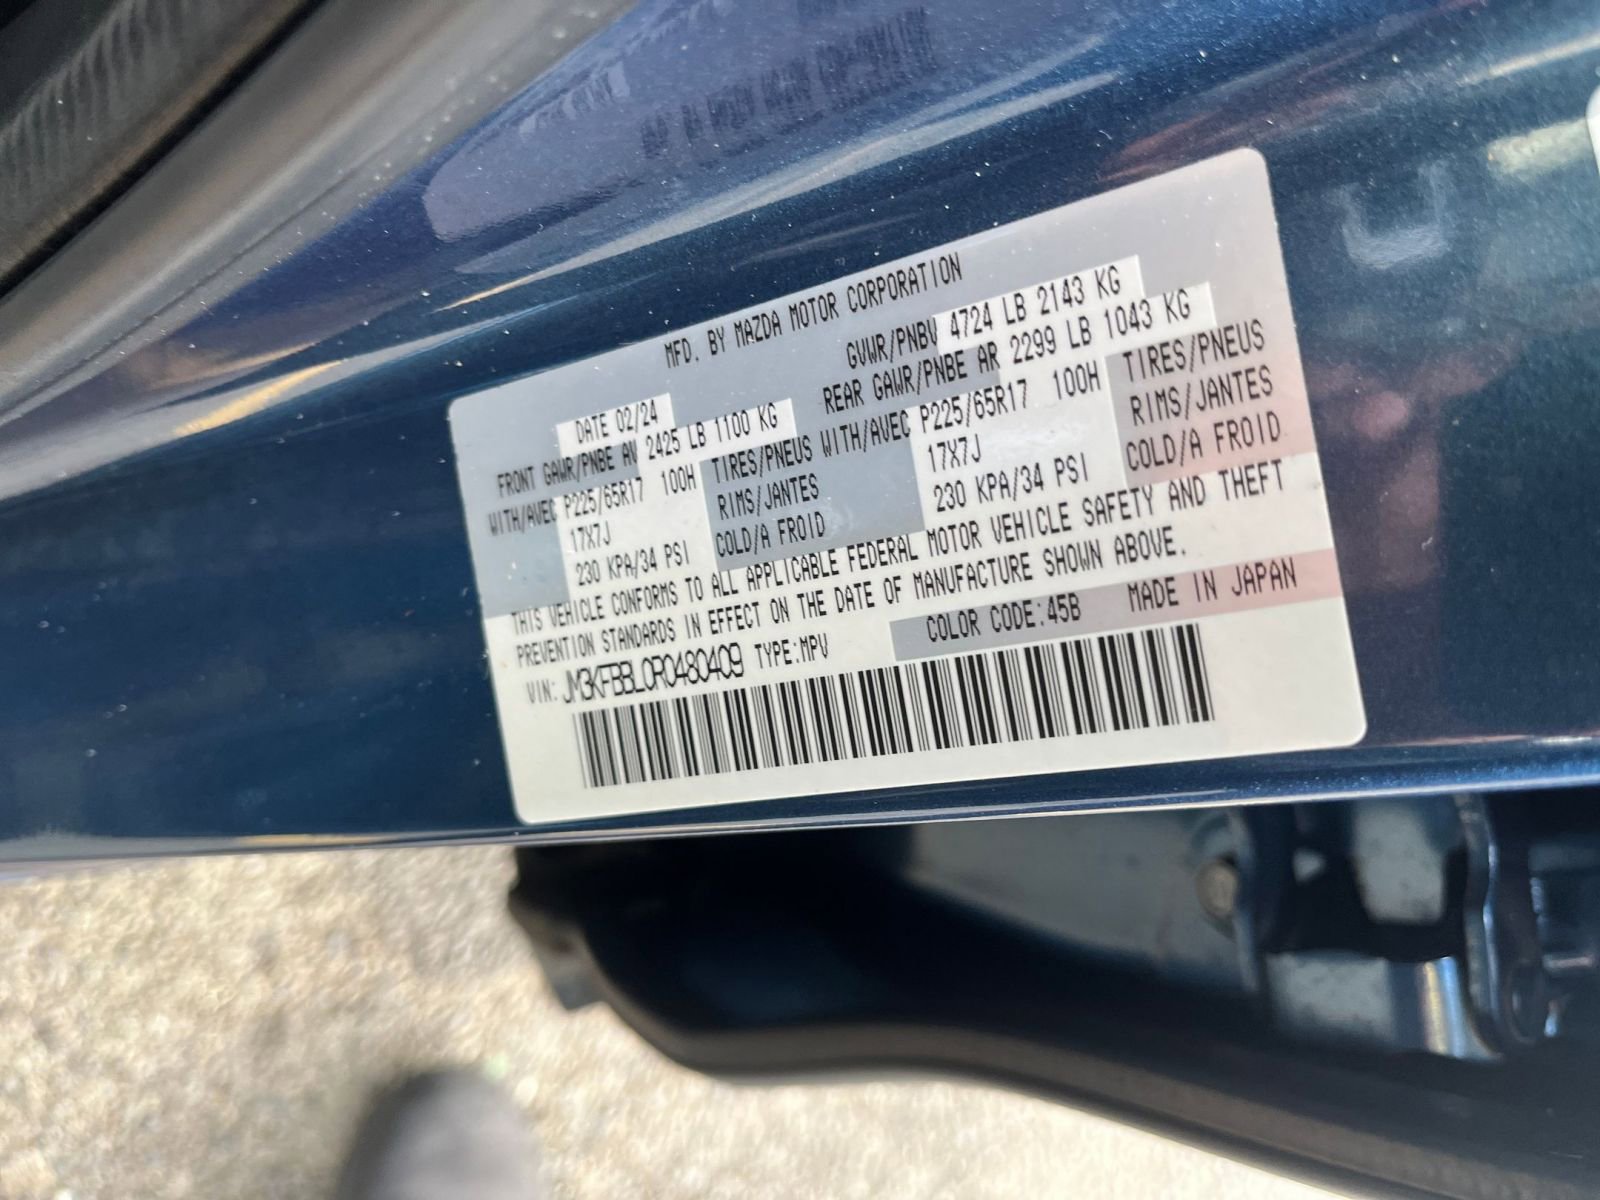 MFD. BY MAZDA MOTOR CORPORATION
DATE 02/24 GVWR/PNBV 4724 LB 2143 KG
FRONT GAWR/PNBE AV 2425 LB 1100 KG REAR GAWR/PNBE AR 2299 LB 1043 KG
WITH/AVEC P225/65R17 100H TIRES/PNEUS WITH/AVEC P225/65R17 100H TIRES/PNEUS
17X7J RIMS/JANTES 17X7J RIMS/JANTES
230 KPA/34 PSI COLD/A FROID 230 KPA/34 PSI COLD/A FROID
THIS VEHICLE CONFORMS TO ALL APPLICABLE FEDERAL MOTOR VEHICLE SAFETY AND THEFT
PREVENTION STANDARDS IN EFFECT ON THE DATE OF MANUFACTURE SHOWN ABOVE.
VIN: JM3KFBBL0R0480409 TYPE:MPV COLOR CODE:45B MADE IN JAPAN